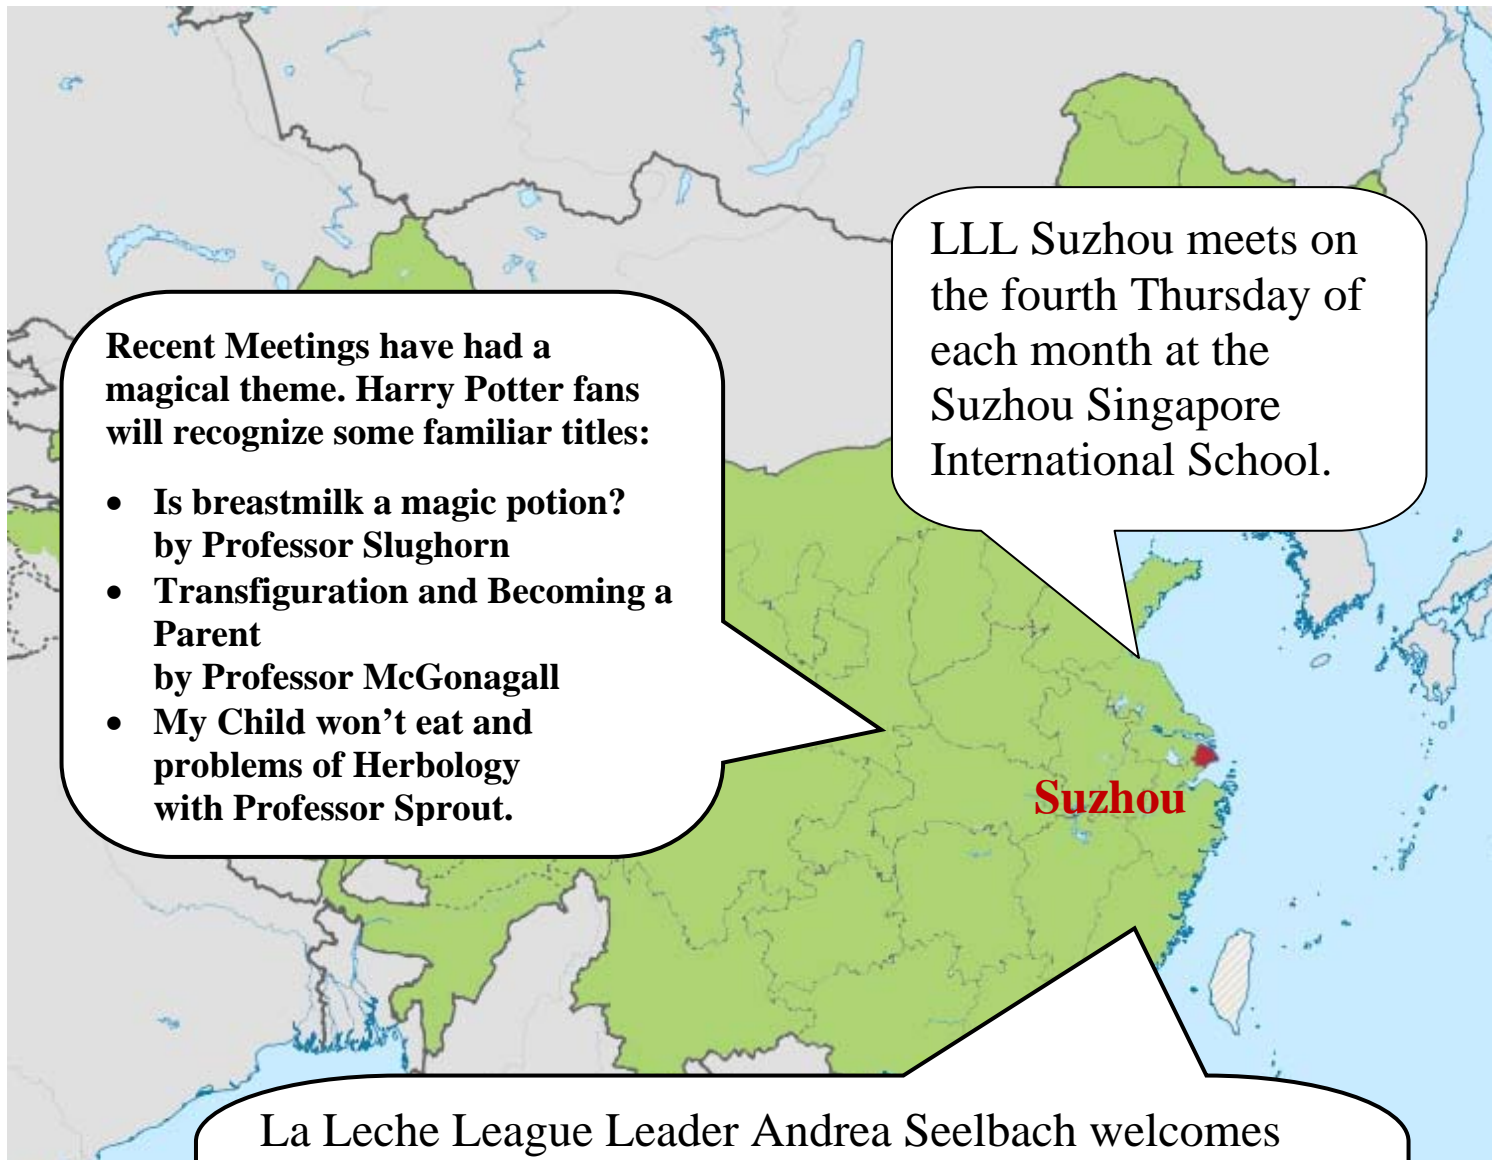 LLL Suzhou meets on
the fourth Thursday of
each month at the
Suzhou Singapore
International School.
Recent Meetings have had a
magical theme. Harry Potter fans
will recognize some familiar titles:
• Is breastmilk a magic potion?
by Professor Slughorn
• Transfiguration and Becoming a
Parent
by Professor McGonagall
• My Child won’t eat and
problems of Herbology
with Professor Sprout.
Suzhou
La Leche League Leader Andrea Seelbach welcomes